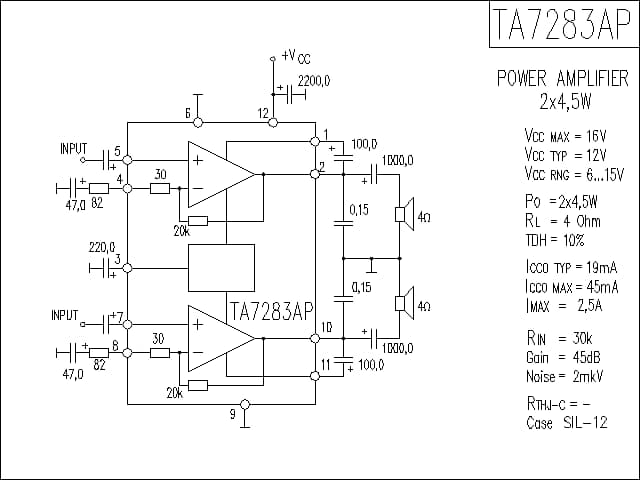 TA7283AP
POWER AMPLIFIER
2x4,5W
VCC MAX = 16V
VCC TYP = 12V
VCC RNG = 6...15V
PO =2x4,5W
RL = 4 Ohm
TDH = 10%
ICCO TYP = 19mA
ICCO MAX = 45mA
IMAX = 2,5A
RIN = 30k
Gain = 45dB
Noise = 2mkV
RTHJ-C = -
Case SIL-12
+VCC
+ 2200,0
6
12
1
+ 100,0
INPUT
5
+
2
1000,0
+
4
+
30
+
-
47,0
82
20k
0,15
4Ω
220,0
3
+
0,15
TA7283AP
4Ω
INPUT
+7
10
+
1000,0
8
+
30
+
-
47,0
82
20k
11
+ 100,0
9